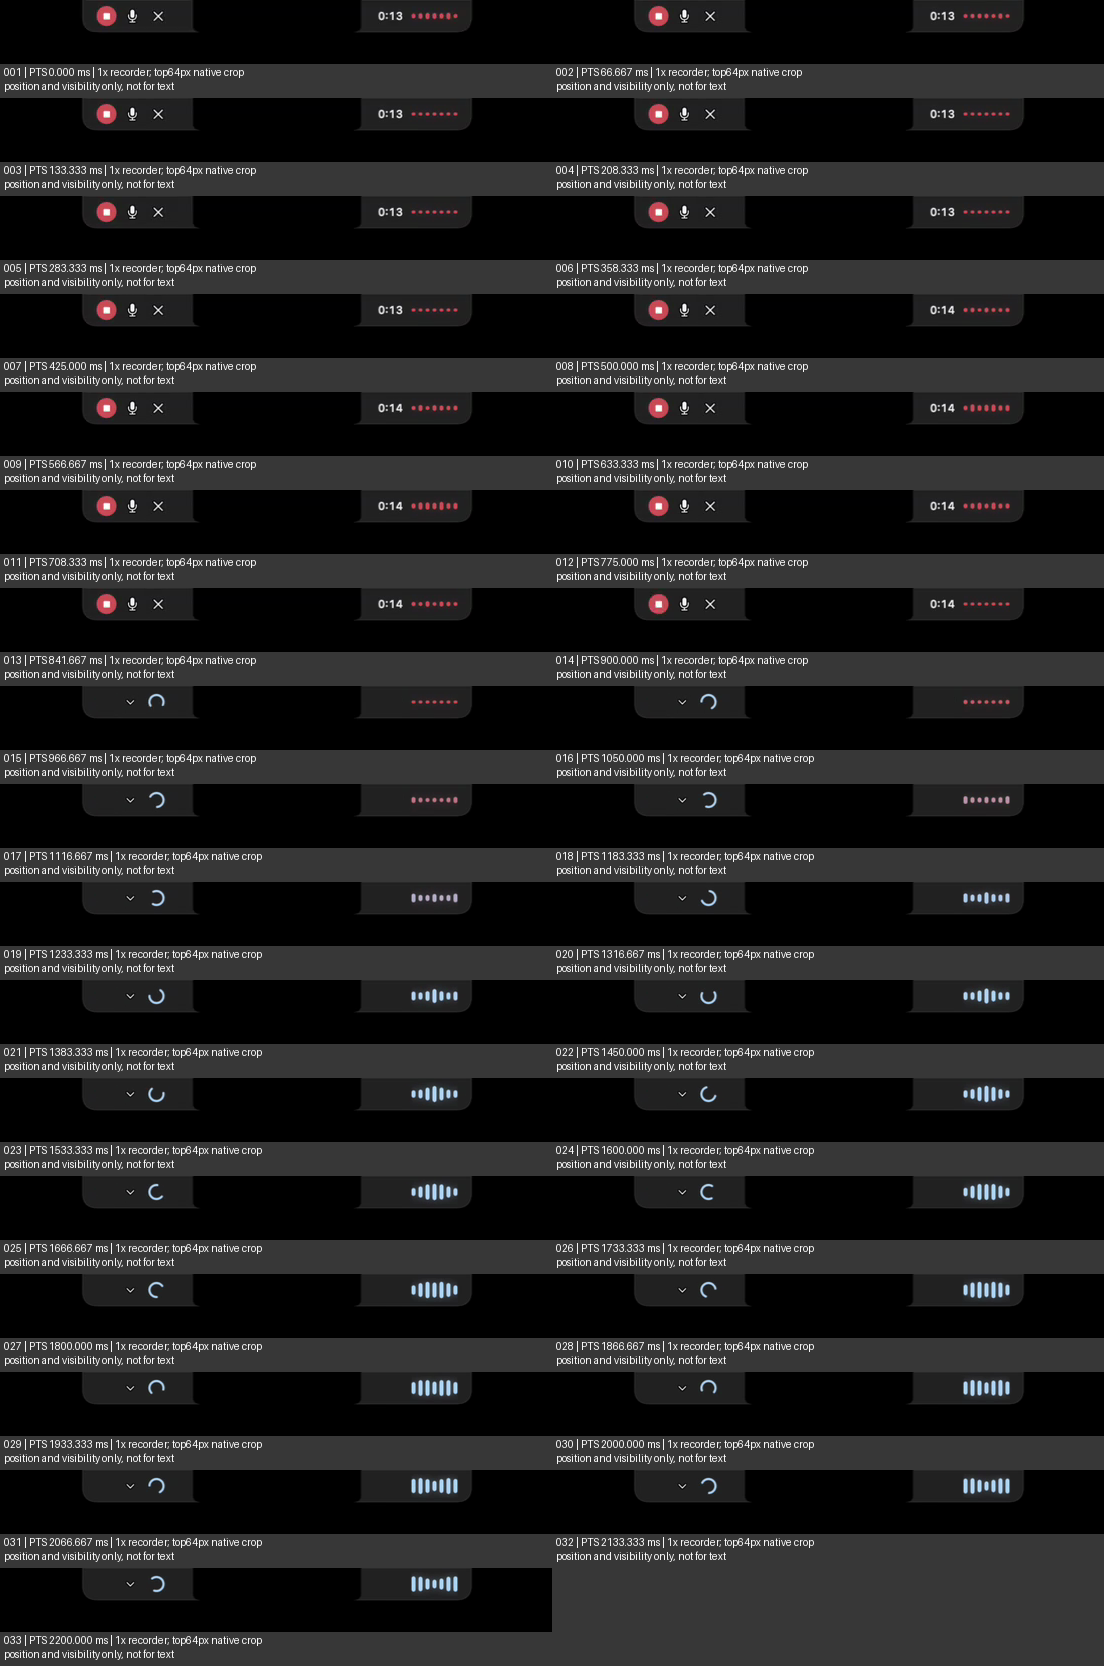 0:13
0:13
001 | PTS 0.000 ms | 1x recorder; top64px native crop
position and visibility only, not for text
002 | PTS 66.667 ms | 1x recorder; top64px native crop
position and visibility only, not for text
0:13
0:13
003 | PTS 133.333 ms | 1x recorder; top64px native crop
position and visibility only, not for text
004 | PTS 208.333 ms | 1x recorder; top64px native crop
position and visibility only, not for text
0:13
0:13
005 | PTS 283.333 ms | 1x recorder; top64px native crop
position and visibility only, not for text
006 | PTS 358.333 ms | 1x recorder; top64px native crop
position and visibility only, not for text
0:13
0:14
007 | PTS 425.000 ms | 1x recorder; top64px native crop
position and visibility only, not for text
008 | PTS 500.000 ms | 1x recorder; top64px native crop
position and visibility only, not for text
0:14
0:14
009 | PTS 566.667 ms | 1x recorder; top64px native crop
position and visibility only, not for text
010 | PTS 633.333 ms | 1x recorder; top64px native crop
position and visibility only, not for text
0:14
0:14
011 | PTS 708.333 ms | 1x recorder; top64px native crop
position and visibility only, not for text
012 | PTS 775.000 ms | 1x recorder; top64px native crop
position and visibility only, not for text
0:14
0:14
013 | PTS 841.667 ms | 1x recorder; top64px native crop
position and visibility only, not for text
014 | PTS 900.000 ms | 1x recorder; top64px native crop
position and visibility only, not for text
015 | PTS 966.667 ms | 1x recorder; top64px native crop
position and visibility only, not for text
016 | PTS 1050.000 ms | 1x recorder; top64px native crop
position and visibility only, not for text
017 | PTS 1116.667 ms | 1x recorder; top64px native crop
position and visibility only, not for text
018 | PTS 1183.333 ms | 1x recorder; top64px native crop
position and visibility only, not for text
019 | PTS 1233.333 ms | 1x recorder; top64px native crop
position and visibility only, not for text
020 | PTS 1316.667 ms | 1x recorder; top64px native crop
position and visibility only, not for text
021 | PTS 1383.333 ms | 1x recorder; top64px native crop
position and visibility only, not for text
022 | PTS 1450.000 ms | 1x recorder; top64px native crop
position and visibility only, not for text
023 | PTS 1533.333 ms | 1x recorder; top64px native crop
position and visibility only, not for text
024 | PTS 1600.000 ms | 1x recorder; top64px native crop
position and visibility only, not for text
025 | PTS 1666.667 ms | 1x recorder; top64px native crop
position and visibility only, not for text
026 | PTS 1733.333 ms | 1x recorder; top64px native crop
position and visibility only, not for text
027 | PTS 1800.000 ms | 1x recorder; top64px native crop
position and visibility only, not for text
028 | PTS 1866.667 ms | 1x recorder; top64px native crop
position and visibility only, not for text
029 | PTS 1933.333 ms | 1x recorder; top64px native crop
position and visibility only, not for text
030 | PTS 2000.000 ms | 1x recorder; top64px native crop
position and visibility only, not for text
031 | PTS 2066.667 ms | 1x recorder; top64px native crop
position and visibility only, not for text
032 | PTS 2133.333 ms | 1x recorder; top64px native crop
position and visibility only, not for text
033 | PTS 2200.000 ms | 1x recorder; top64px native crop
position and visibility only, not for text